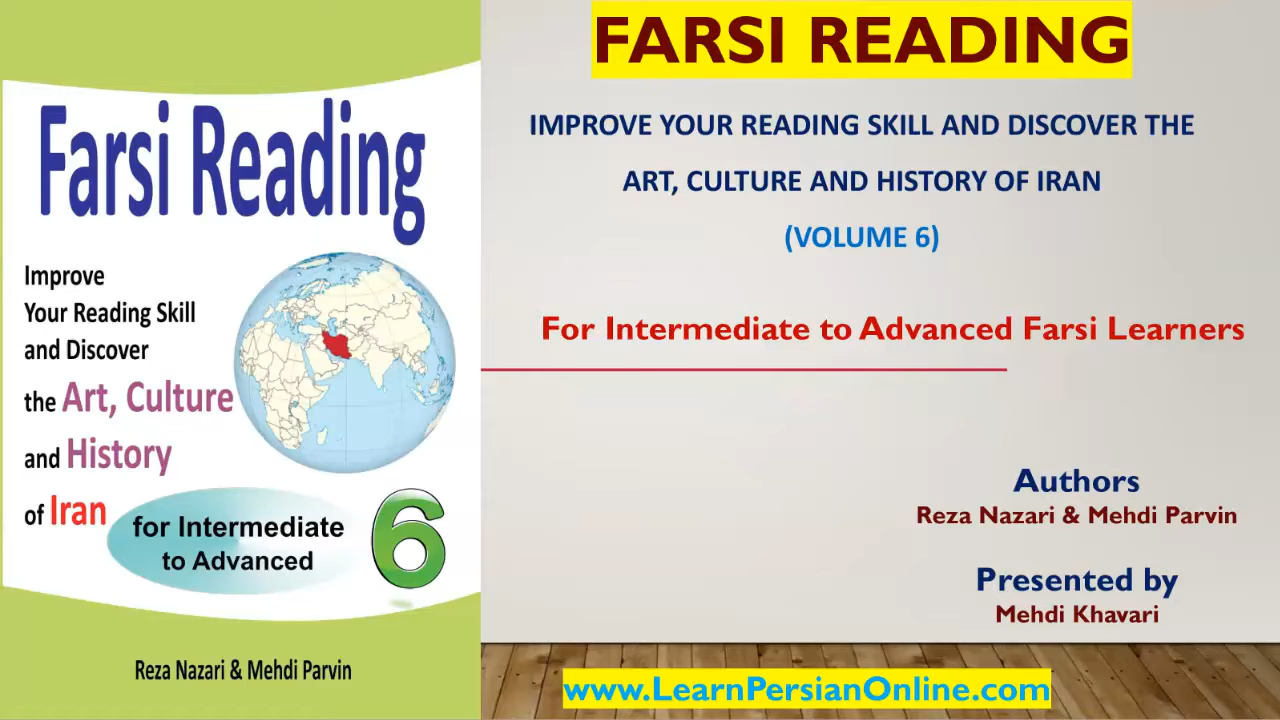 Farsi Reading
Improve
Your Reading Skill
and Discover
the Art, Culture
and History
of Iran
for Intermediate
to Advanced
6
Reza Nazari & Mehdi Parvin
FARSI READING
IMPROVE YOUR READING SKILL AND DISCOVER THE
ART, CULTURE AND HISTORY OF IRAN
(VOLUME 6)
For Intermediate to Advanced Farsi Learners
Authors
Reza Nazari & Mehdi Parvin
Presented by
Mehdi Khavari
www.LearnPersianOnline.com